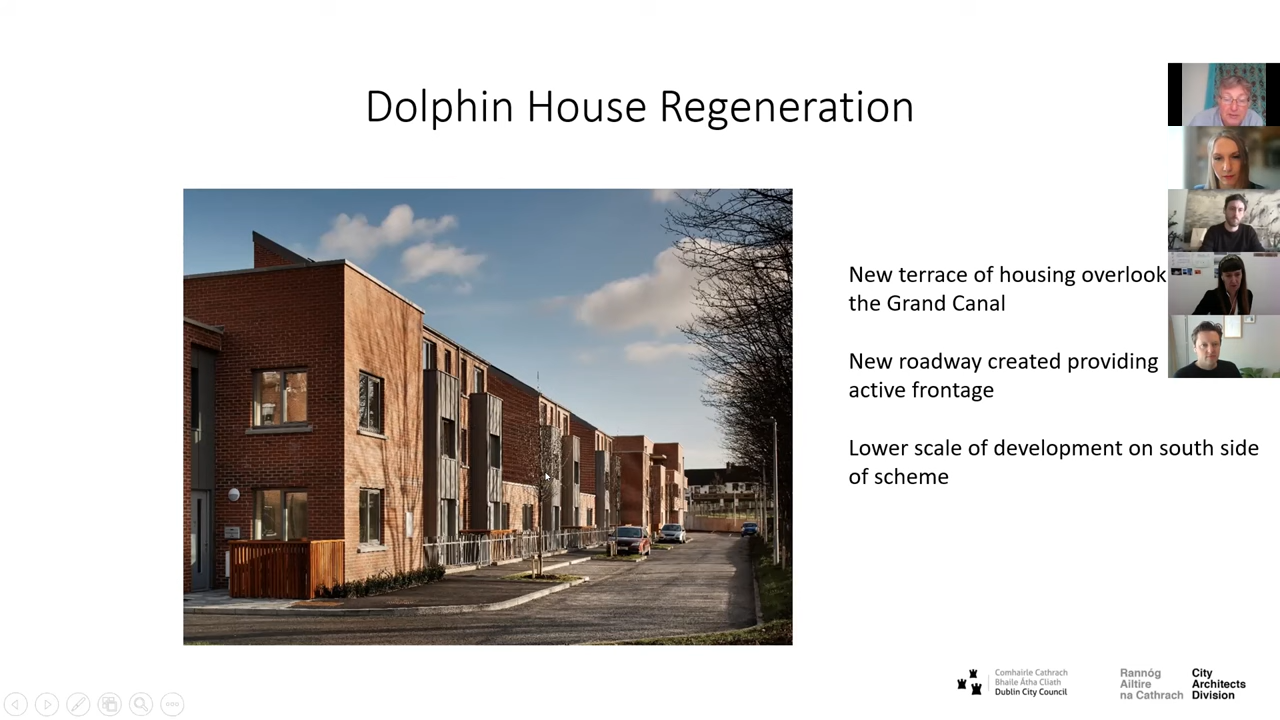 Dolphin House Regeneration
New terrace of housing overlook
the Grand Canal
New roadway created providing
active frontage
Lower scale of development on south side
of scheme
Comhairle Cathrach
Bhaile Átha Cliath
Dublin City Council
Rannóg
Ailtire
na Cathrach
City
Architects
Division